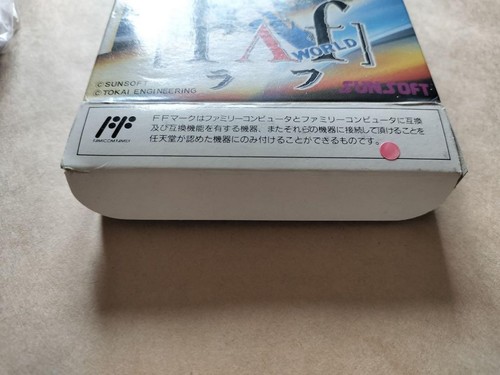 [RAf]
WORLD
ラフ
©SUNSOFT
© TOKAI ENGINEERING
SUNSOFT
FAMICOM FAMILY
FFマークはファミリーコンピュータとファミリーコンピュータに互換
及び互換機能を有する機器、またそれらの機器に接続して頂けることを
任天堂が認めた機器にのみ付けることができるものです。